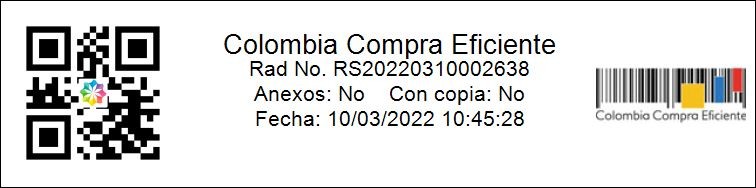 Colombia Compra Eficiente
Rad No. RS20220310002638
Anexos: No    Con copia: No
Fecha: 10/03/2022 10:45:28
Colombia Compra Eficiente